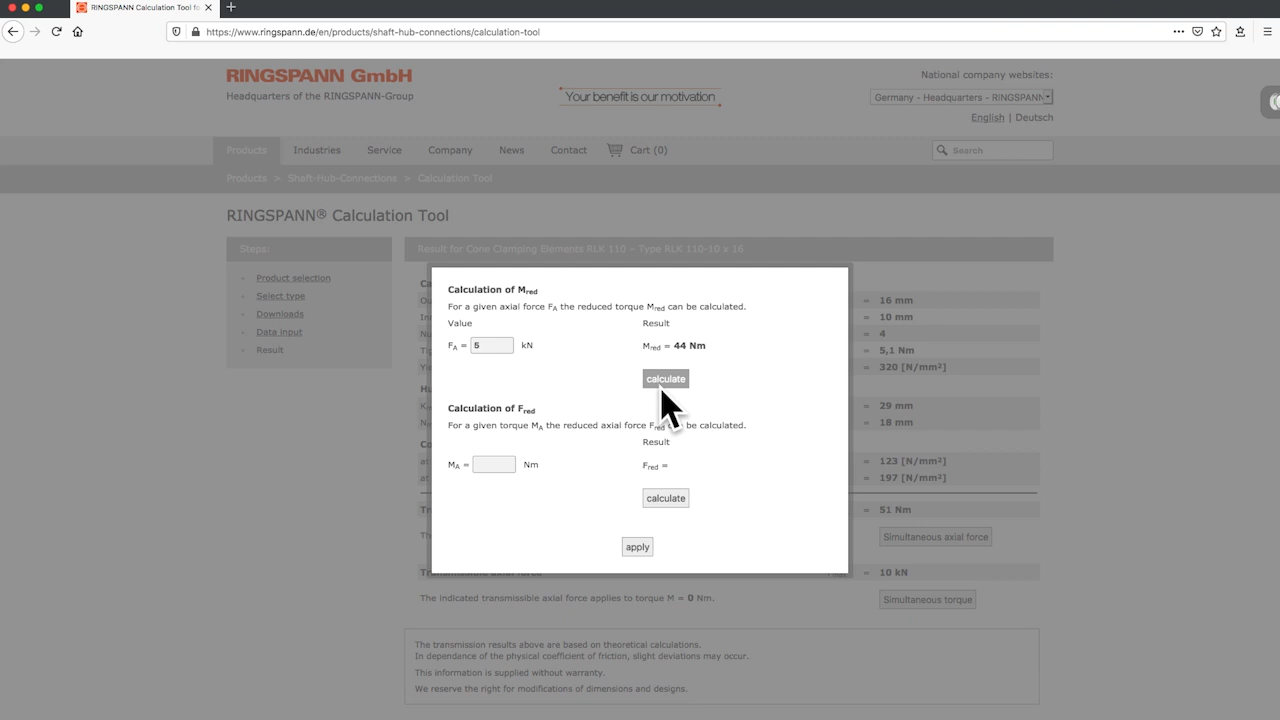 RINGSPANN Calculation Tool fo
https://www.ringspann.de/en/products/shaft-hub-connections/calculation-tool
RINGSPANN GmbH
Headquarters of the RINGSPANN-Group
Your benefit is our motivation
National company websites:
Germany - Headquarters - RINGSPANN
English | Deutsch
Products Industries Service Company News Contact Cart (0) Search
Products > Shaft-Hub-Connections > Calculation Tool
RINGSPANN® Calculation Tool
Steps:
Product selection
Select type
Downloads
Data input
Result
Result for Cone Clamping Elements RLK 110 – Type RLK 110-10 x 16
= 16 mm
= 10 mm
= 4
= 5,1 Nm
= 320 [N/mm²]
= 29 mm
= 18 mm
= 123 [N/mm²]
= 197 [N/mm²]
= 51 Nm
Simultaneous axial force
Calculation of Mred
For a given axial force FA the reduced torque Mred can be calculated.
Value Result
FA = 5 kN Mred = 44 Nm
calculate
Calculation of Fred
For a given torque MA the reduced axial force Fred be calculated.
Result
MA = Nm Fred =
calculate
apply
= 10 kN
The indicated transmissible axial force applies to torque M = 0 Nm.
Simultaneous torque
The transmission results above are based on theoretical calculations.
In dependance of the physical coefficient of friction, slight deviations may occur.
This information is supplied without warranty.
We reserve the right for modifications of dimensions and designs.